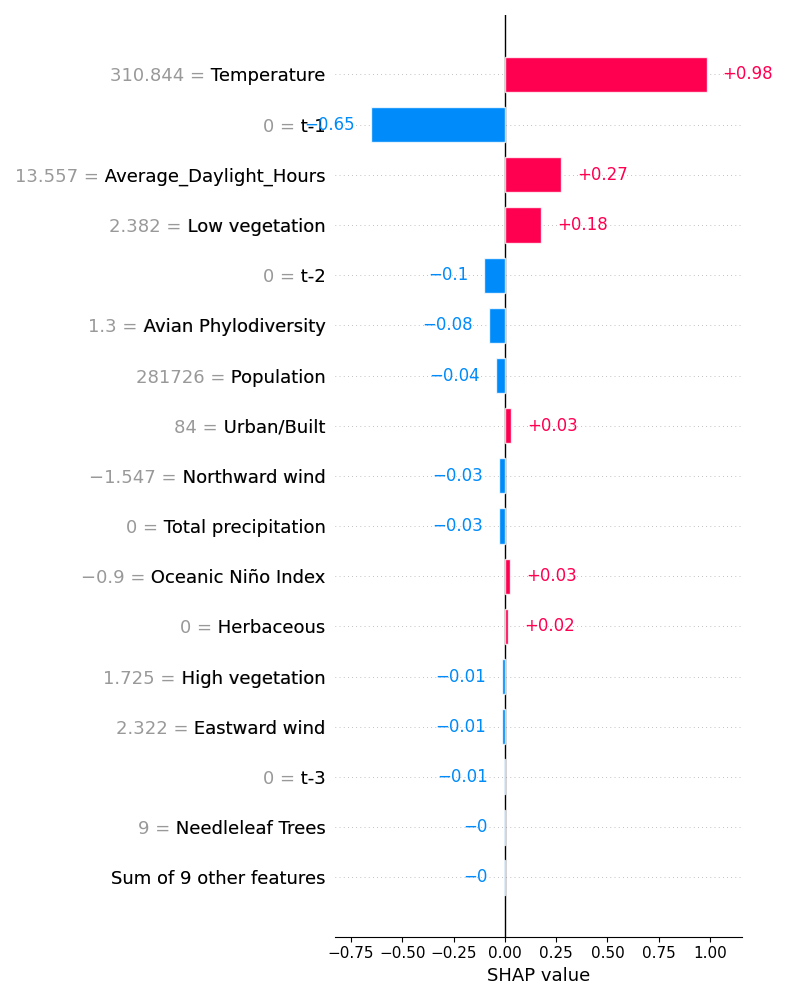 310.844 = Temperature +0.98
0 = t-1 −0.65
13.557 = Average_Daylight_Hours +0.27
2.382 = Low vegetation +0.18
0 = t-2 −0.1
1.3 = Avian Phylodiversity −0.08
281726 = Population −0.04
84 = Urban/Built +0.03
−1.547 = Northward wind −0.03
0 = Total precipitation −0.03
−0.9 = Oceanic Niño Index +0.03
0 = Herbaceous +0.02
1.725 = High vegetation −0.01
2.322 = Eastward wind −0.01
0 = t-3 −0.01
9 = Needleleaf Trees −0
Sum of 9 other features −0
−0.75 −0.50 −0.25 0.00 0.25 0.50 0.75 1.00
SHAP value